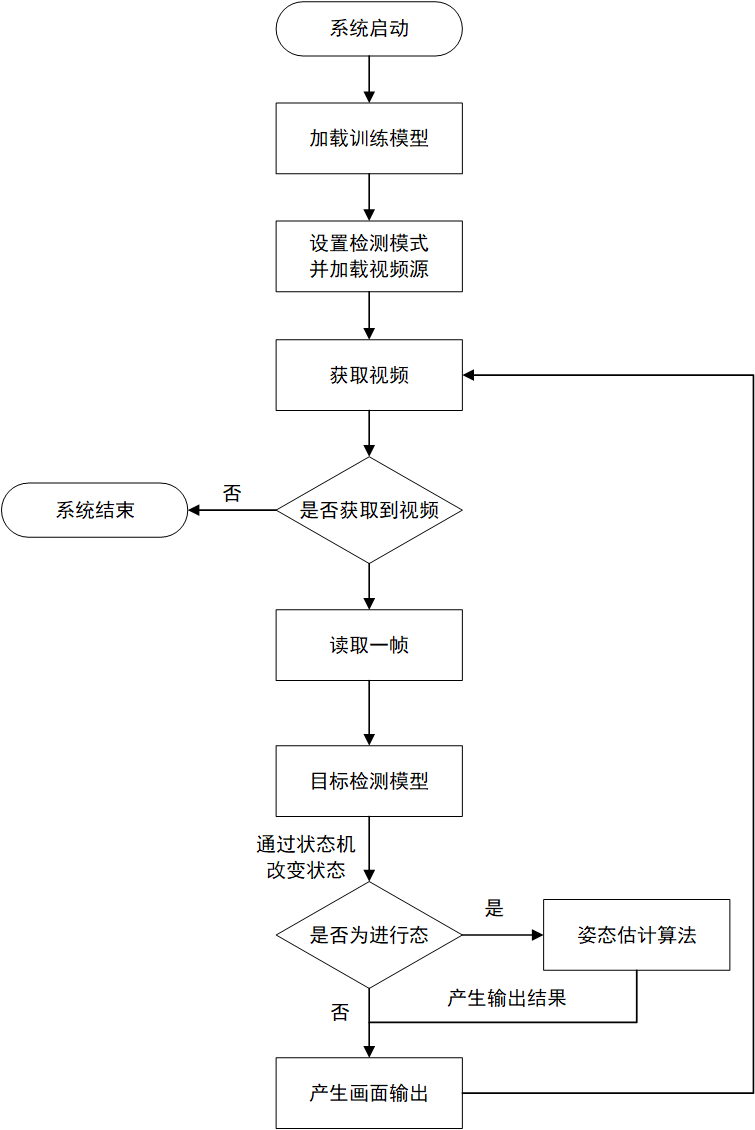 系统启动
加载训练模型
设置检测模式
并加载视频源
获取视频
是否获取到视频
否
系统结束
读取一帧
目标检测模型
通过状态机
改变状态
是否为进行态
是
姿态估计算法
产生输出结果
否
产生画面输出